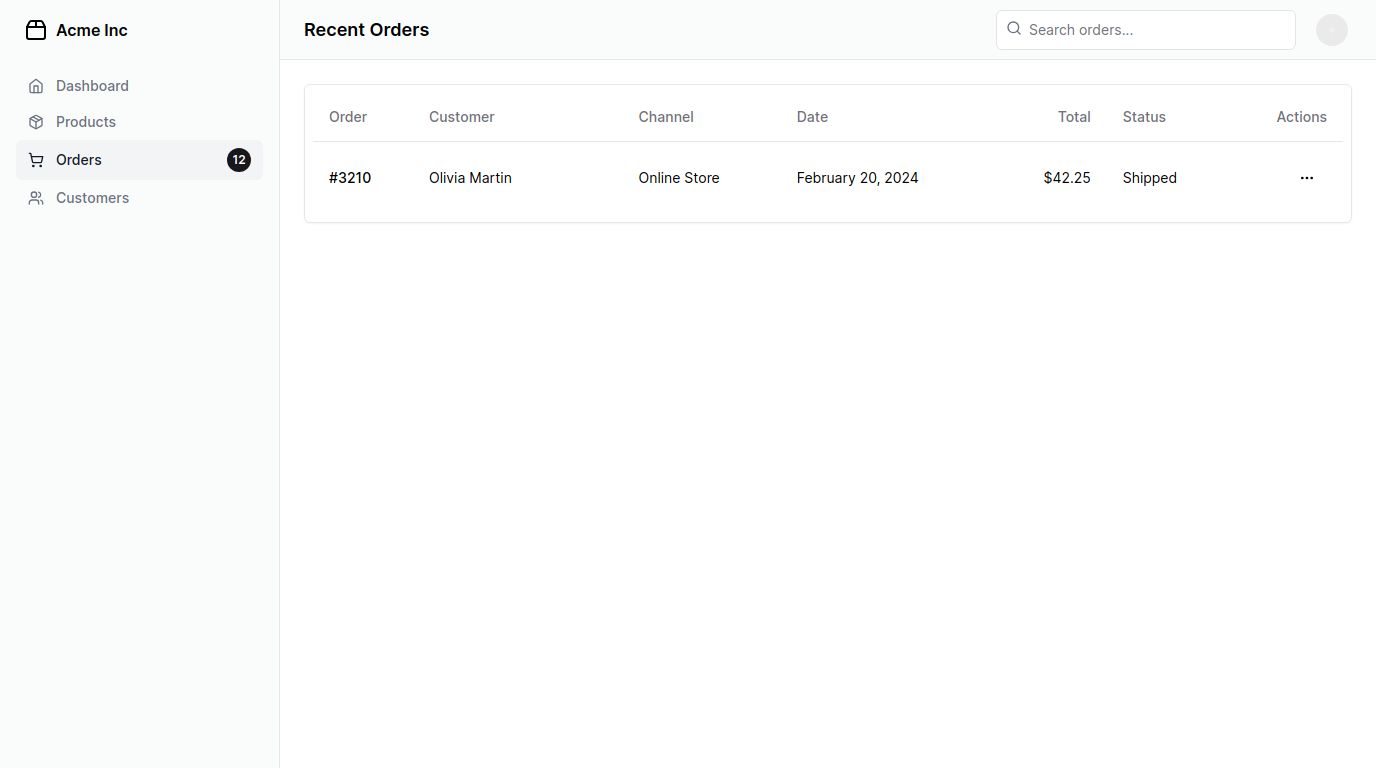 Acme Inc
Dashboard
Products
Orders 12
Customers
Recent Orders
Search orders...
Order Customer Channel Date Total Status Actions
#3210 Olivia Martin Online Store February 20, 2024 $42.25 Shipped ...